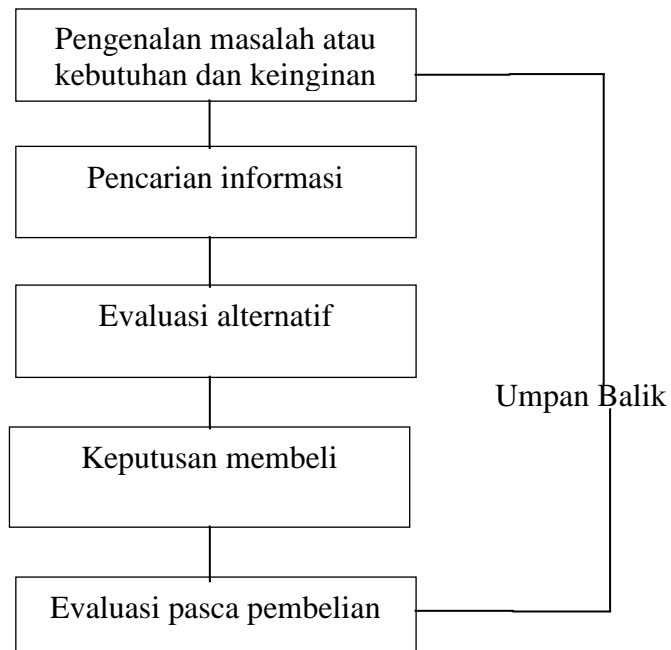 Pengenalan masalah atau
kebutuhan dan keinginan
Pencarian informasi
Evaluasi alternatif
Umpan Balik
Keputusan membeli
Evaluasi pasca pembelian